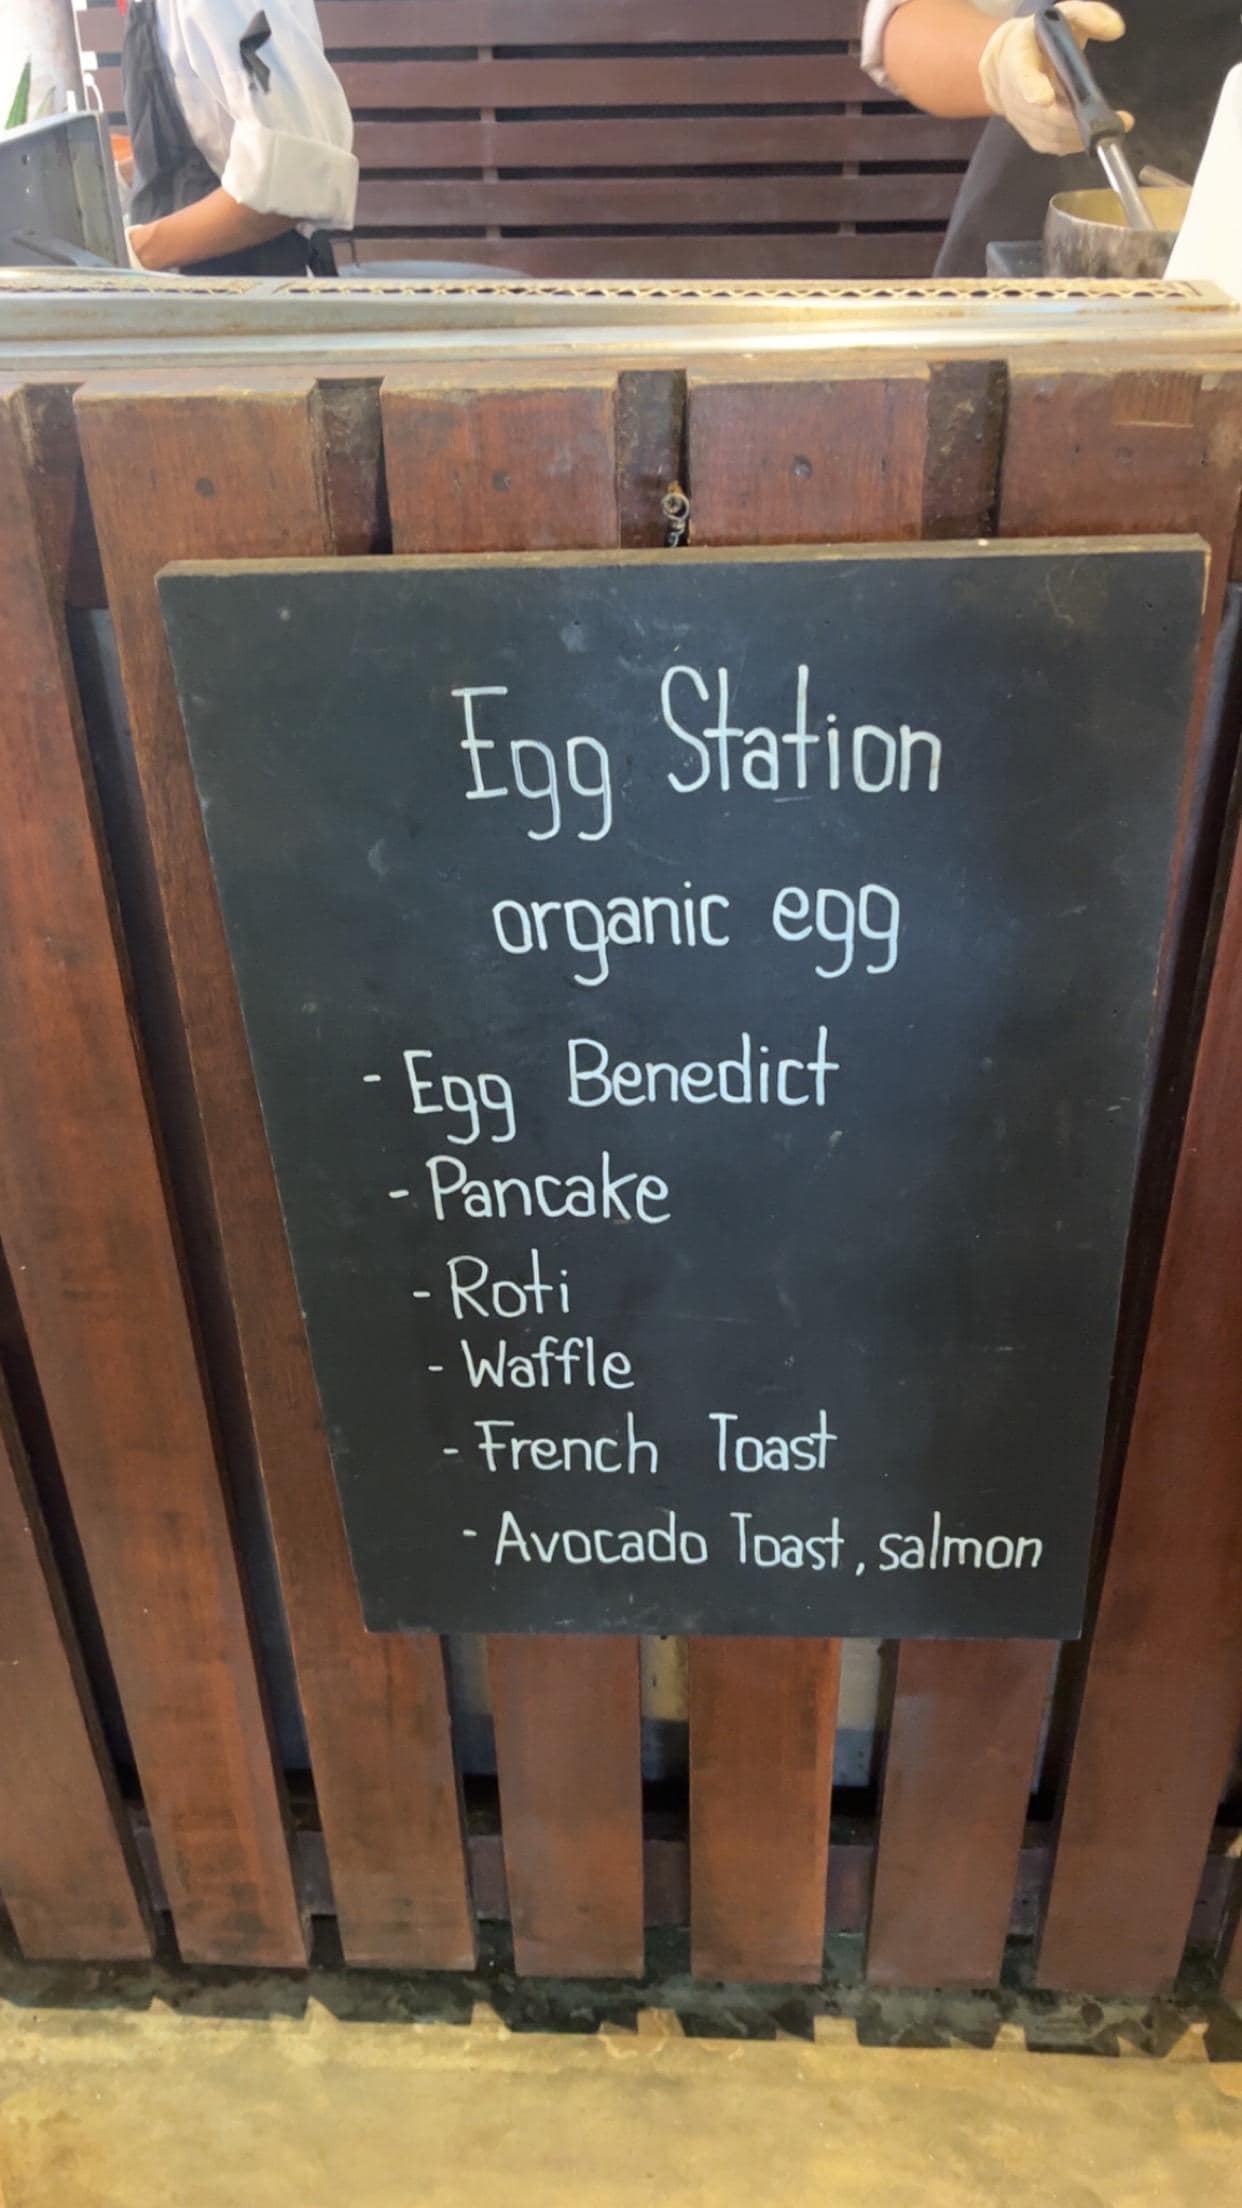 Egg Station
organic egg
- Egg Benedict
- Pancake
- Roti
- Waffle
- French Toast
- Avocado Toast, salmon